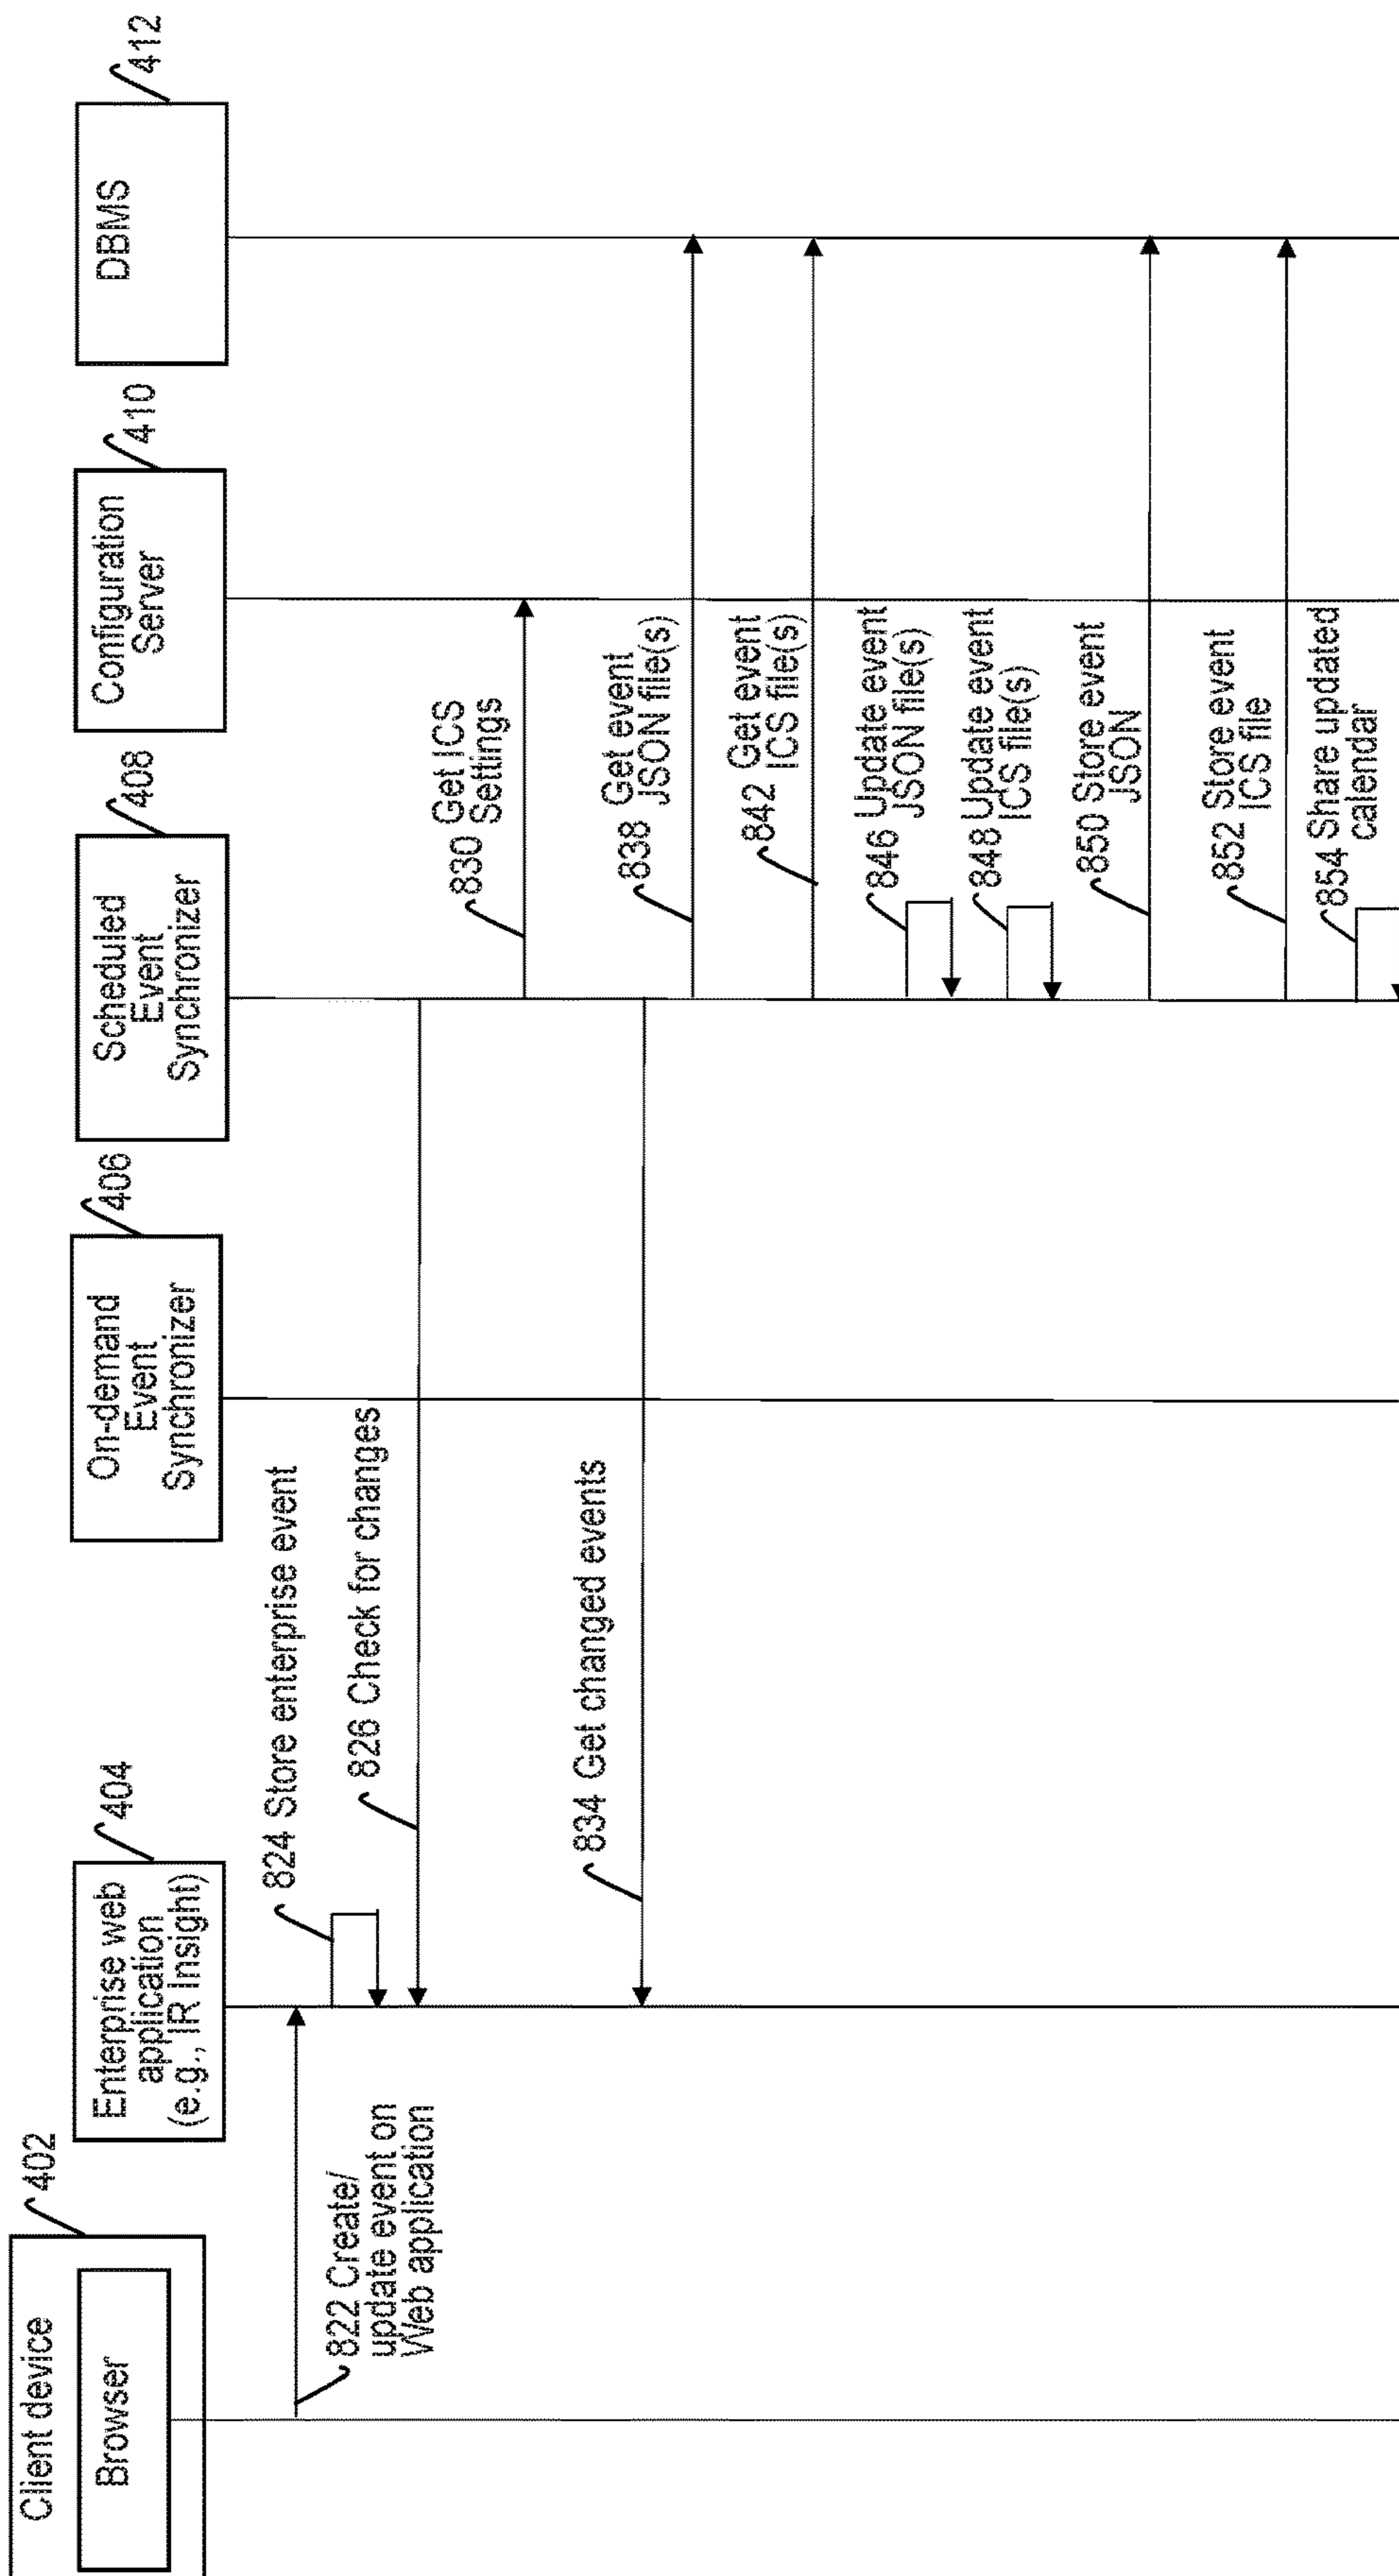 Client device
402
Browser
Enterprise web
application
(e.g., IR Insight)
404
On-demand
Event
Synchronizer
406
Scheduled
Event
Synchronizer
408
Configuration
Server
410
DBMS
412
822 Create/
update event on
Web application
824 Store enterprise event
826 Check for changes
830 Get ICS
Settings
834 Get changed events
838 Get event
JSON file(s)
842 Get event
ICS file(s)
846 Update event
JSON file(s)
848 Update event
ICS file(s)
850 Store event
JSON
852 Store event
ICS file
854 Share updated
calendar